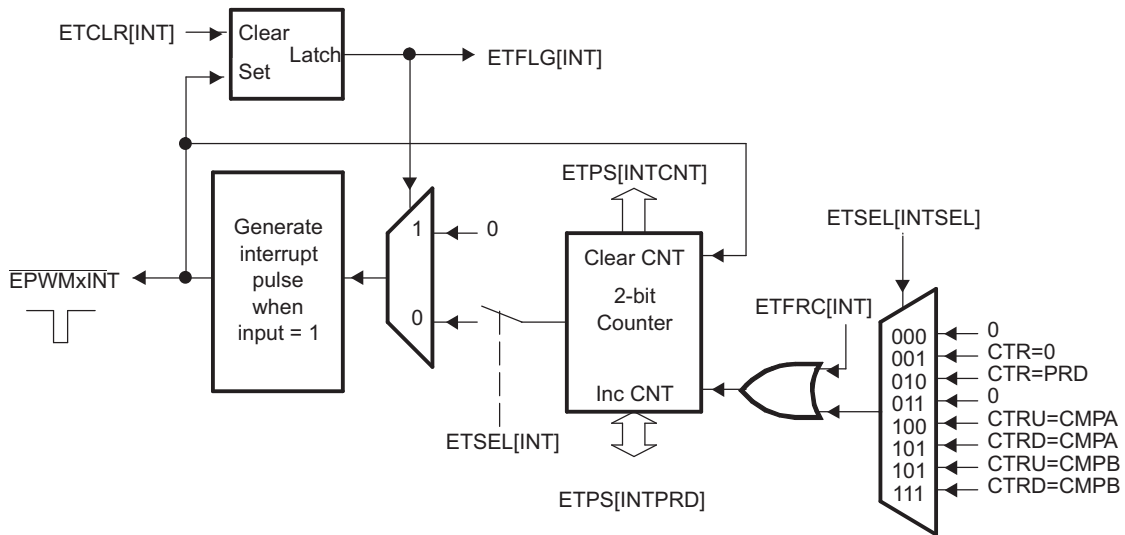 ETCLR[INT]
Clear
Latch
Set
ETFLG[INT]
ETPS[INTCNT]
ETSEL[INTSEL]
Generate
interrupt
pulse
when
input = 1
1
0
0
Clear CNT
2-bit
Counter
Inc CNT
EPWMxINT
ETFRC[INT]
ETSEL[INT]
ETPS[INTPRD]
000 0
001 CTR=0
010 CTR=PRD
011 0
100 CTRU=CMPA
101 CTRD=CMPA
101 CTRU=CMPB
111 CTRD=CMPB